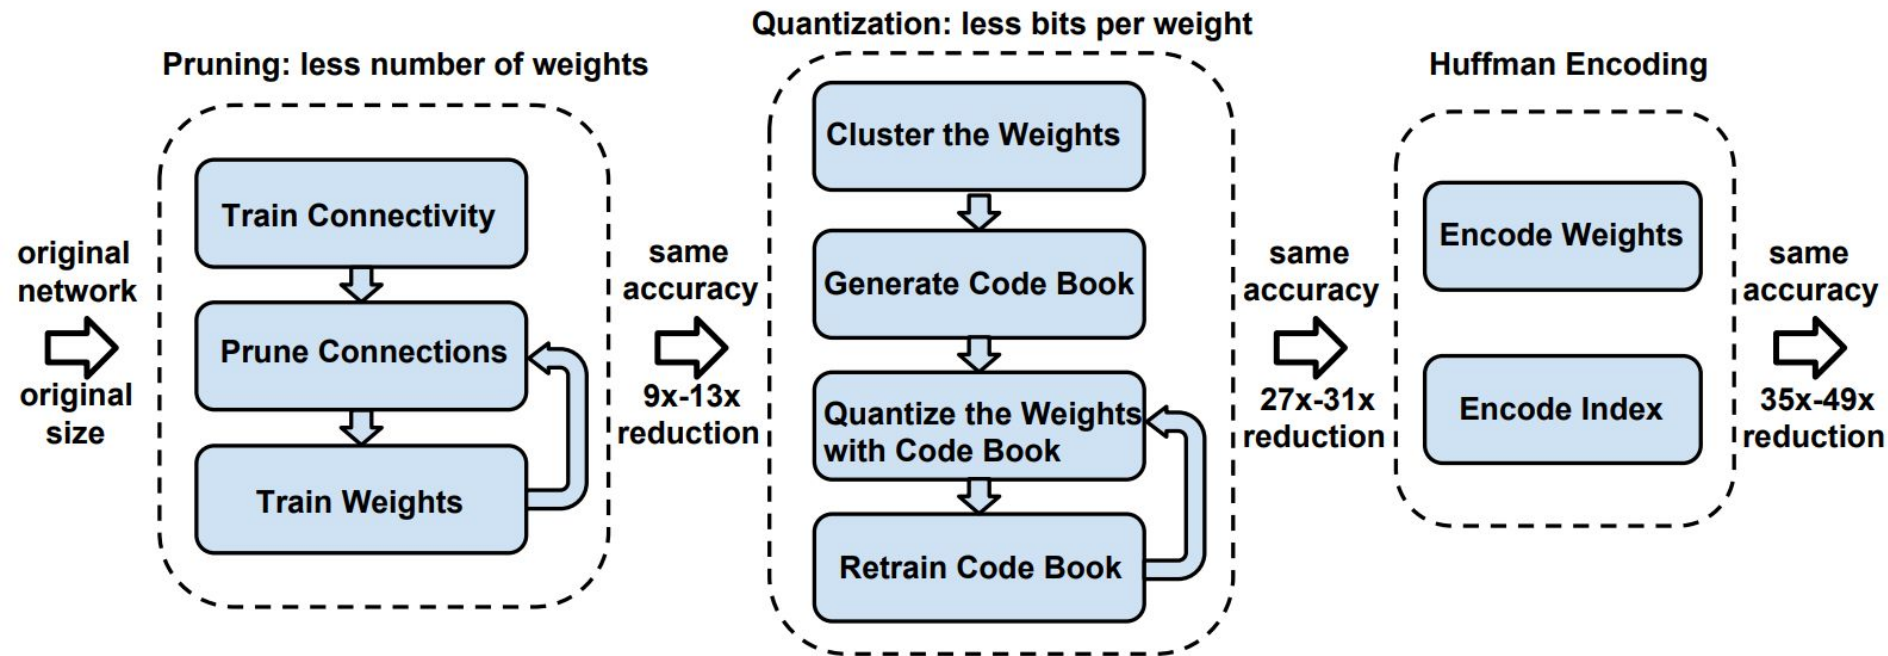 Pruning: less number of weights
Train Connectivity
Prune Connections
Train Weights
original
network
original
size
same
accuracy
9x-13x
reduction
Quantization: less bits per weight
Cluster the Weights
Generate Code Book
Quantize the Weights
with Code Book
Retrain Code Book
same
accuracy
27x-31x
reduction
Huffman Encoding
Encode Weights
Encode Index
same
accuracy
35x-49x
reduction